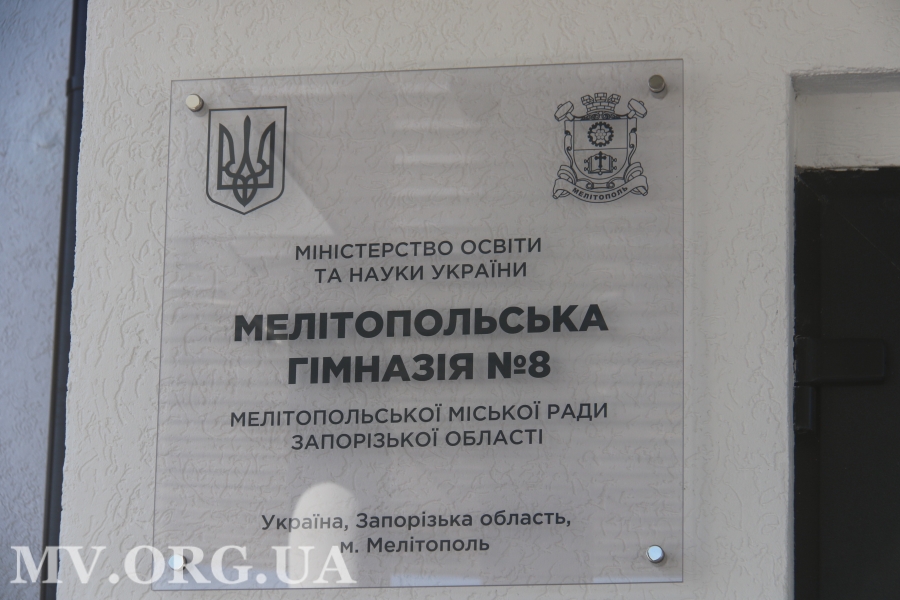 МЕЛІТОПОЛЬ
МІНІСТЕРСТВО ОСВІТИ
ТА НАУКИ УКРАЇНИ
МЕЛІТОПОЛЬСЬКА
ГІМНАЗІЯ №8
МЕЛІТОПОЛЬСЬКОЇ МІСЬКОЇ РАДИ
ЗАПОРІЗЬКОЇ ОБЛАСТІ
Україна, Запорізька область,
м. Мелітополь
MV.ORG.UA